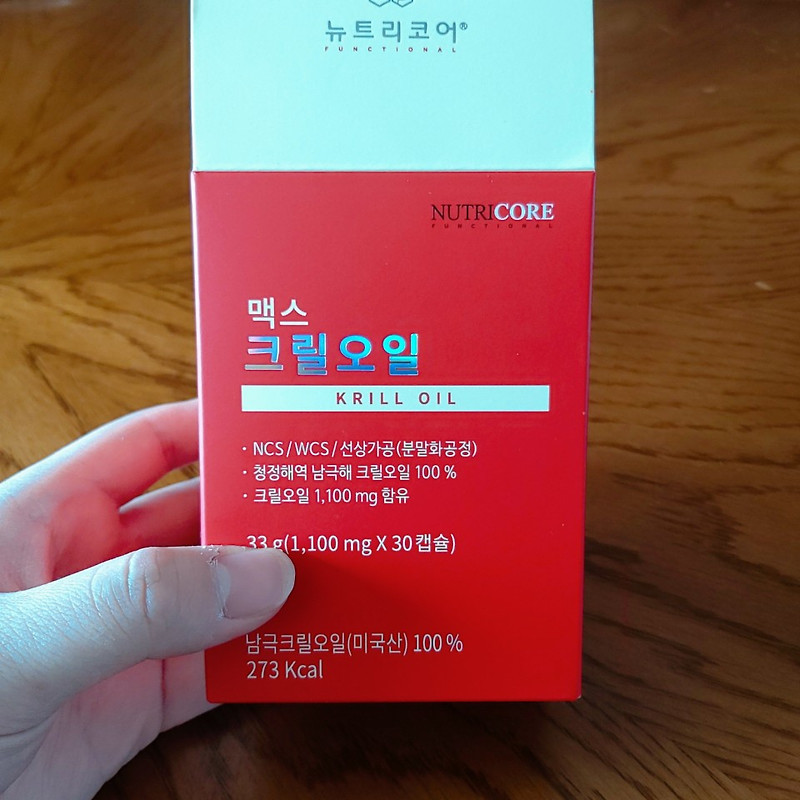 뉴트리코어®
FUNCTIONAL
NUTRICORE
FUNCTIONAL
맥스
크릴오일
KRILL OIL
· NCS / WCS / 선상가공(분말화공정)
· 청정해역 남극해 크릴오일 100 %
· 크릴오일 1,100 mg 함유
33 g(1,100 mg X 30캡슐)
남극크릴오일(미국산) 100 %
273 Kcal